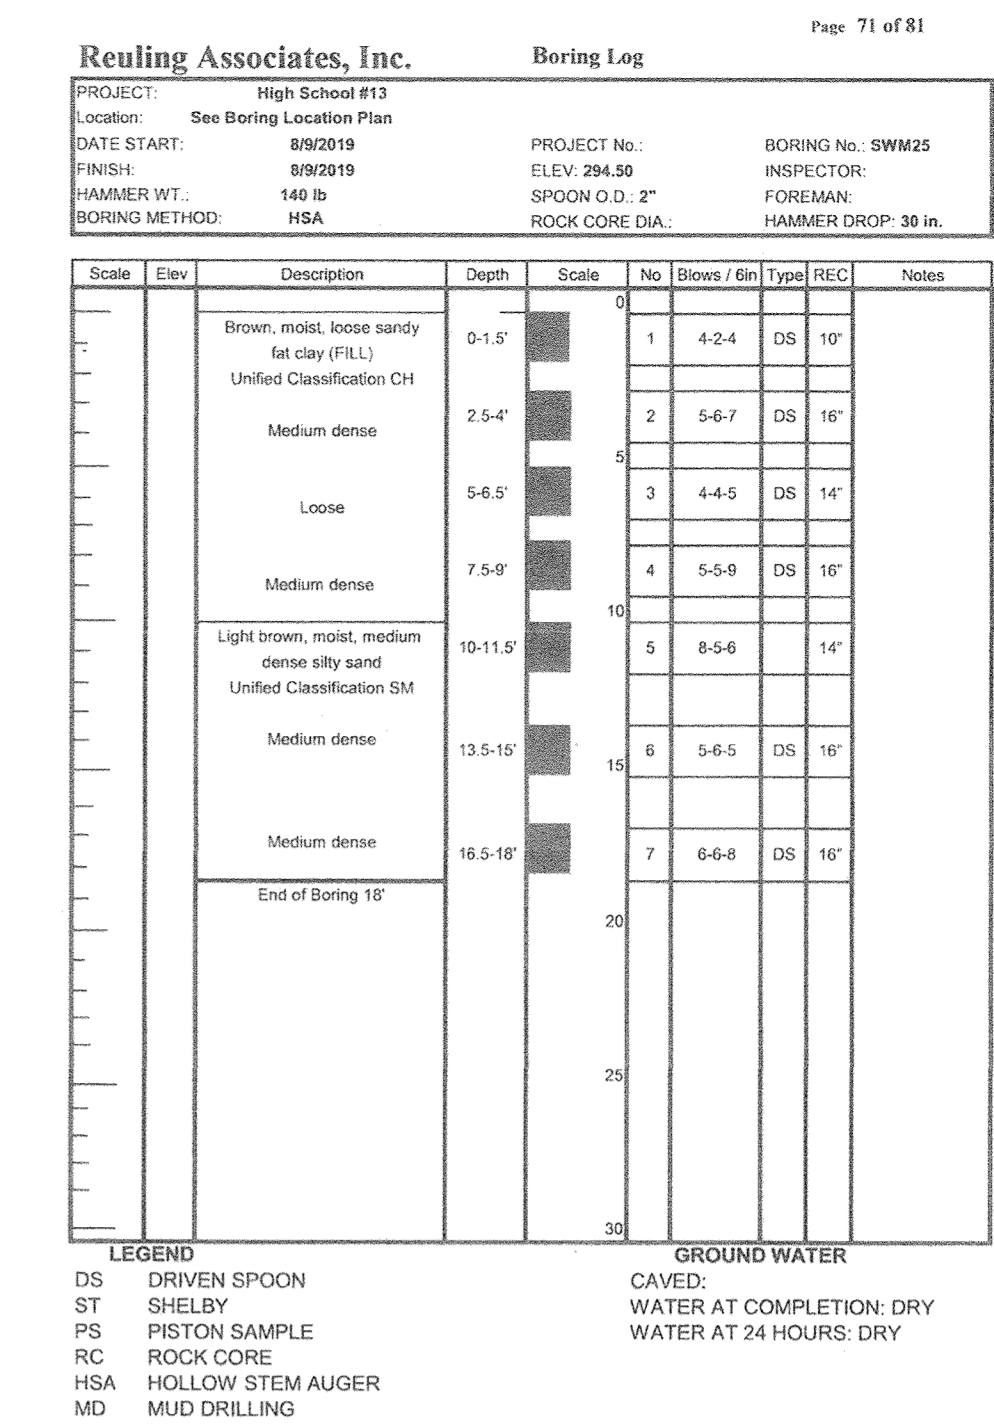 Page 71 of 81
Reuling Associates, Inc. Boring Log
PROJECT: High School #13
Location: See Boring Location Plan
DATE START: 8/9/2019 PROJECT No.: BORING No.: SWM25
FINISH: 8/9/2019 ELEV: 294.50 INSPECTOR:
HAMMER WT.: 140 lb SPOON O.D.: 2" FOREMAN:
BORING METHOD: HSA ROCK CORE DIA.: HAMMER DROP: 30 in.
Scale Elev Description Depth Scale No Blows / 6in Type REC Notes
0
Brown, moist, loose sandy 0-1.5' 1 4-2-4 DS 10"
fat clay (FILL)
Unified Classification CH
Medium dense 2.5-4' 2 5-6-7 DS 16"
5
Loose 5-6.5' 3 4-4-5 DS 14"
Medium dense 7.5-9' 4 5-5-9 DS 16"
10
Light brown, moist, medium 10-11.5' 5 8-5-6 14"
dense silty sand
Unified Classification SM
Medium dense 13.5-15' 6 5-6-5 DS 16"
15
Medium dense 16.5-18' 7 6-6-8 DS 16"
End of Boring 18'
20
25
30
LEGEND GROUND WATER
DS DRIVEN SPOON CAVED:
ST SHELBY WATER AT COMPLETION: DRY
PS PISTON SAMPLE WATER AT 24 HOURS: DRY
RC ROCK CORE
HSA HOLLOW STEM AUGER
MD MUD DRILLING